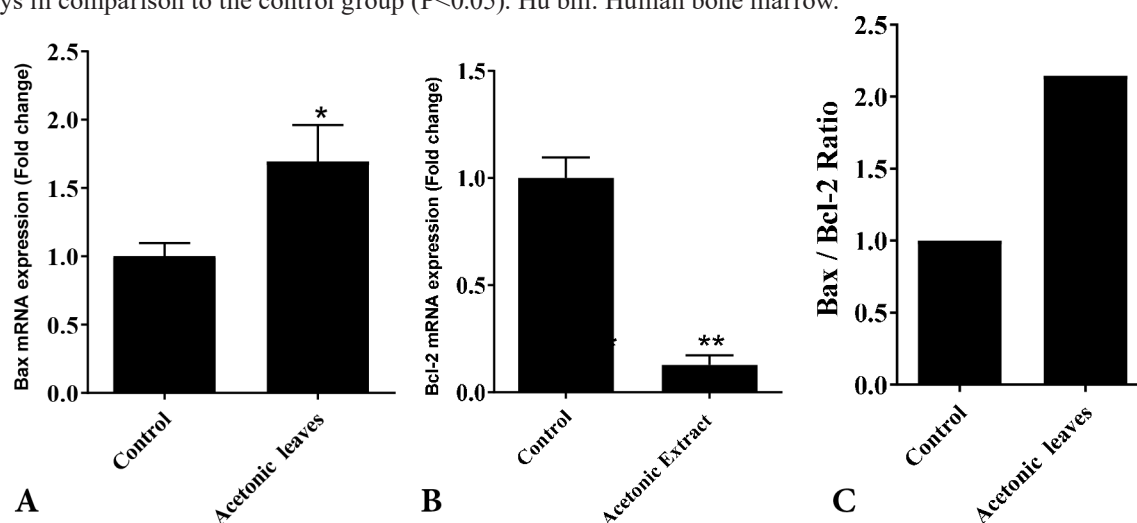 ys in comparison to the control group (P<0.05). Hu bm: Human bone marrow.
Bax mRNA expression (Fold change)
2.5
2.0
1.5
1.0
0.5
0.0
*
Control
Acetonic leaves
A
Bcl-2 mRNA expression (Fold change)
1.5
1.0
0.5
0.0
*
**
Control
Acetonic Extract
B
Bax / Bcl-2 Ratio
2.5
2.0
1.5
1.0
0.5
0.0
Control
Acetonic leaves
C